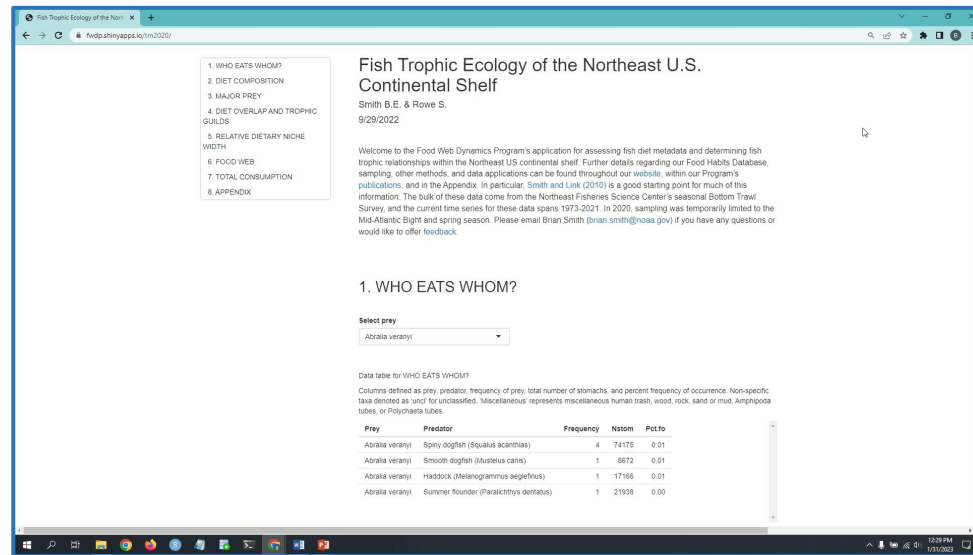 Fish Trophic Ecology of the North
fwdp.shinyapps.io/tm2020/
B
1. WHO EATS WHOM?
2. DIET COMPOSITION
3. MAJOR PREY
4. DIET OVERLAP AND TROPHIC
GUILDS
5. RELATIVE DIETARY NICHE
WIDTH
6. FOOD WEB
7. TOTAL CONSUMPTION
8. APPENDIX
Fish Trophic Ecology of the Northeast U.S.
Continental Shelf
Smith B.E. & Rowe S.
9/29/2022
Welcome to the Food Web Dynamics Program's application for assessing fish diet metadata and determining fish
trophic relationships within the Northeast US continental shelf. Further details regarding our Food Habits Database,
sampling, other methods, and data applications can be found throughout our website, within our Program's
publications, and in the Appendix. In particular, Smith and Link (2010) is a good starting point for much of this
information. The bulk of these data come from the Northeast Fisheries Science Center's seasonal Bottom Trawl
Survey, and the current time series for these data spans 1973-2021. In 2020, sampling was temporarily limited to the
Mid-Atlantic Bight and spring season. Please email Brian Smith (brian.smith@noaa.gov) if you have any questions or
would like to offer feedback.
1. WHO EATS WHOM?
Select prey
Abralia veranyi
Data table for WHO EATS WHOM?
Columns defined as prey, predator, frequency of prey, total number of stomachs, and percent frequency of occurrence. Non-specific
taxa denoted as 'uncl' for unclassified. 'Miscellaneous' represents miscellaneous human trash, wood, rock, sand or mud, Amphipoda
tubes, or Polychaeta tubes.
Prey Predator Frequency Nstom Pct.fo
Abralia veranyi Spiny dogfish (Squalus acanthias) 4 74175 0.01
Abralia veranyi Smooth dogfish (Mustelus canis) 1 8672 0.01
Abralia veranyi Haddock (Melanogrammus aeglefinus) 1 17166 0.01
Abralia veranyi Summer flounder (Paralichthys dentatus) 1 21938 0.00
12:29 PM
1/31/2023